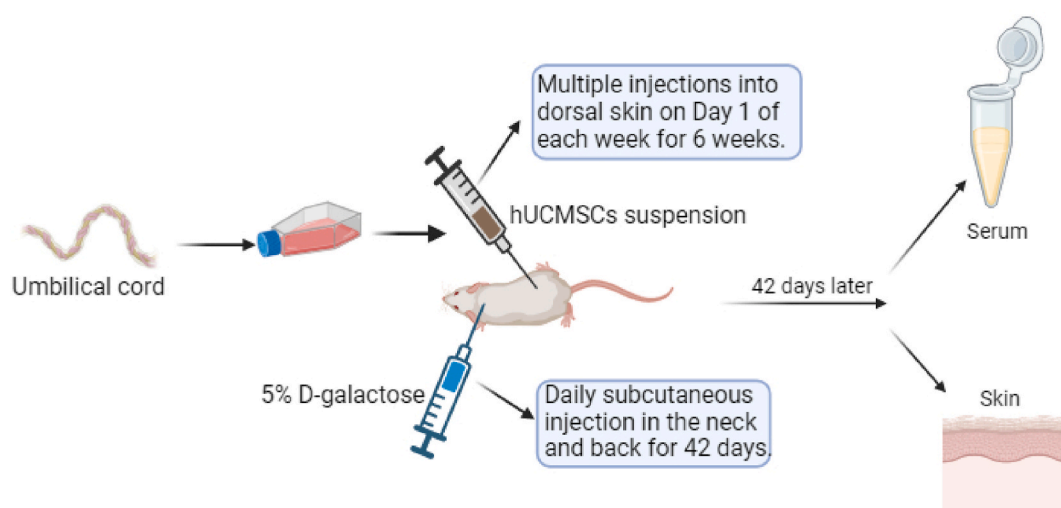 Multiple injections into
dorsal skin on Day 1 of
each week for 6 weeks.
hUCMSCs suspension
Umbilical cord
5% D-galactose
Daily subcutaneous
injection in the neck
and back for 42 days.
42 days later
Serum
Skin